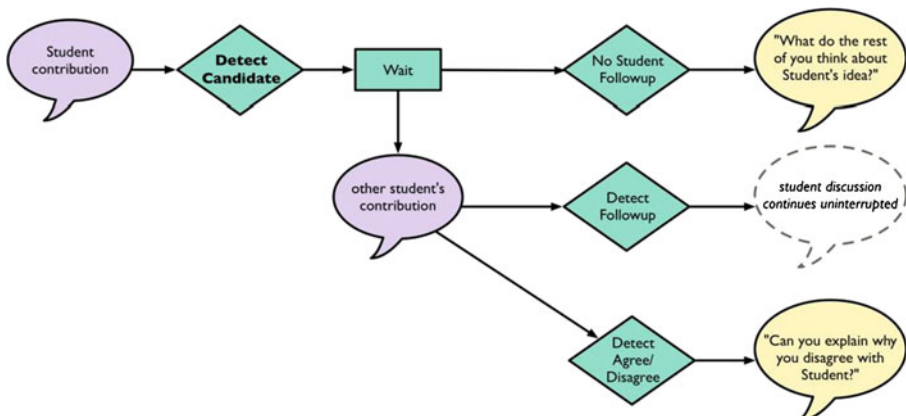 Student
contribution
Detect
Candidate
Wait
No Student
Followup
"What do the rest
of you think about
Student's idea?"
other student's
contribution
Detect
Followup
student discussion
continues uninterrupted
Detect
Agree/
Disagree
"Can you explain why
you disagree with
Student?"